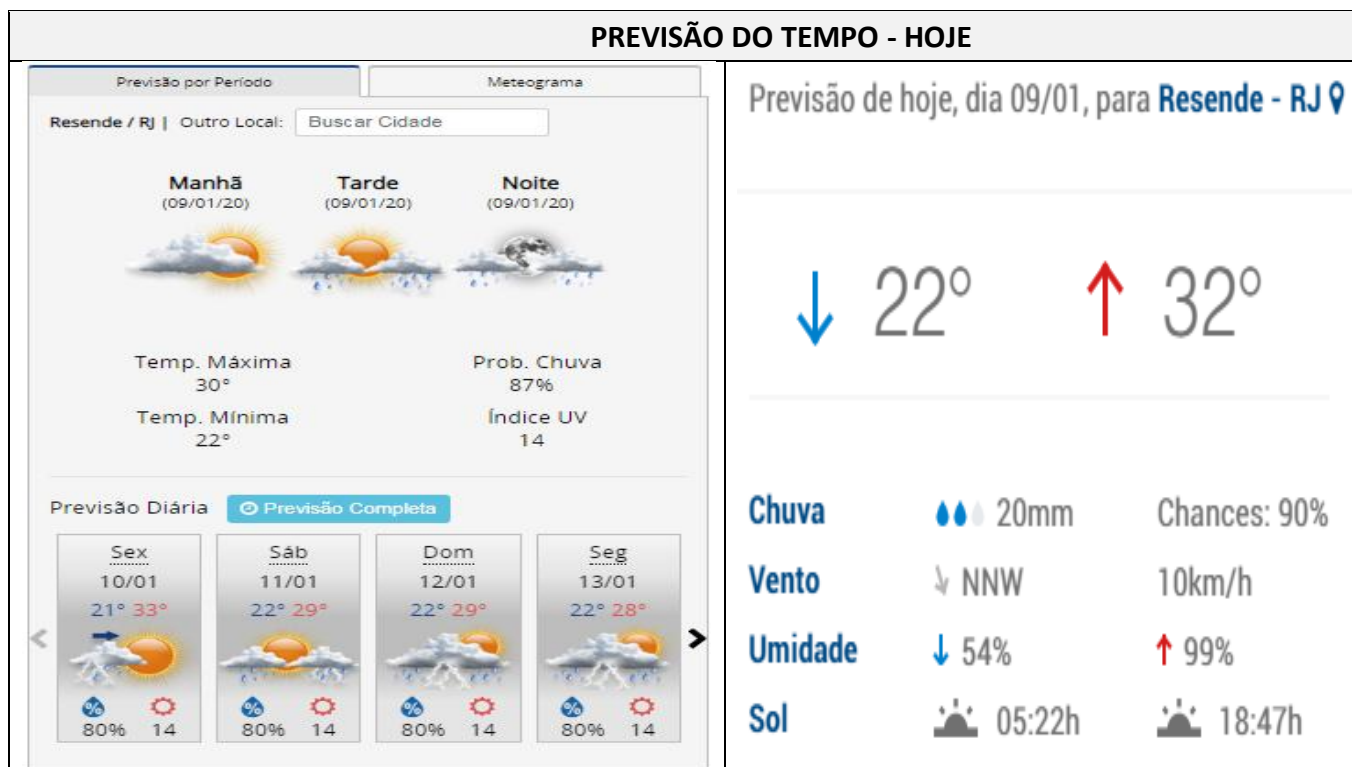 PREVISÃO DO TEMPO - HOJE
Previsão por Período
Meteograma
Resende / RJ | Outro Local: Buscar Cidade
Manhã Tarde Noite
(09/01/20) (09/01/20) (09/01/20)
Temp. Máxima Prob. Chuva
30° 87%
Temp. Mínima Índice UV
22° 14
Previsão Diária Previsão Completa
Sex Sáb Dom Seg
10/01 11/01 12/01 13/01
21° 33° 22° 29° 22° 29° 22° 28°
80% 14 80% 14 80% 14 80% 14
Previsão de hoje, dia 09/01, para Resende - RJ
22° 32°
Chuva 20mm Chances: 90%
Vento NNW 10km/h
Umidade 54% 99%
Sol 05:22h 18:47h